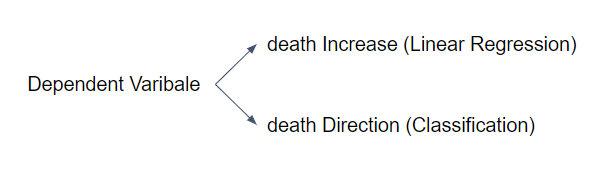 death Increase (Linear Regression)
Dependent Varibale
death Direction (Classification)